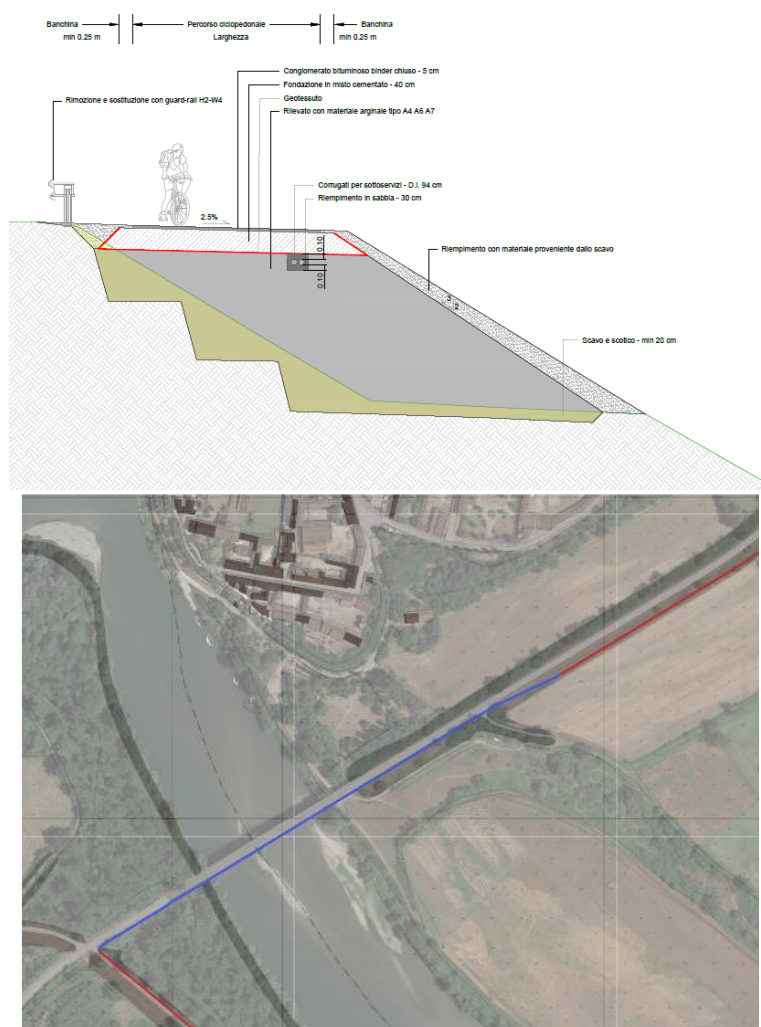 Banchina
min 0.25 m
Percorso ciclopedonale
Larghezza
Banchina
min 0.25 m
Conglomerato bituminoso binder chiuso - 5 cm
Fondazione in misto cementato - 40 cm
Geotessuto
Rilevato con materiale arginale tipo A4 A6 A7
Rimozione e sostituzione con guard-rail H2-W4
Corrugati per sottoservizi - D.I. 94 cm
Riempimento in sabbia - 30 cm
2.5%
0.10
0.10
Riempimento con materiale proveniente dallo scavo
3
2
Scavo e scotico - min 20 cm